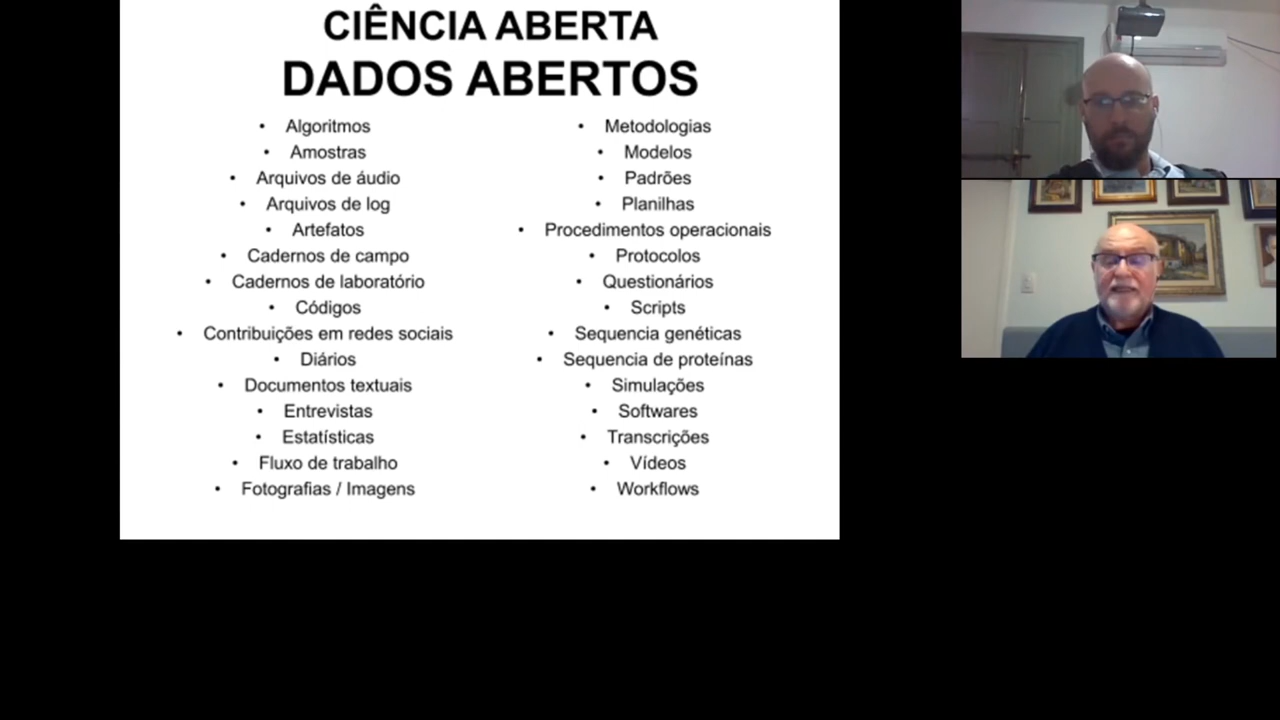 CIÊNCIA ABERTA
DADOS ABERTOS
• Algoritmos
• Amostras
• Arquivos de áudio
• Arquivos de log
• Artefatos
• Cadernos de campo
• Cadernos de laboratório
• Códigos
• Contribuições em redes sociais
• Diários
• Documentos textuais
• Entrevistas
• Estatísticas
• Fluxo de trabalho
• Fotografias / Imagens
• Metodologias
• Modelos
• Padrões
• Planilhas
• Procedimentos operacionais
• Protocolos
• Questionários
• Scripts
• Sequencia genéticas
• Sequencia de proteínas
• Simulações
• Softwares
• Transcrições
• Vídeos
• Workflows